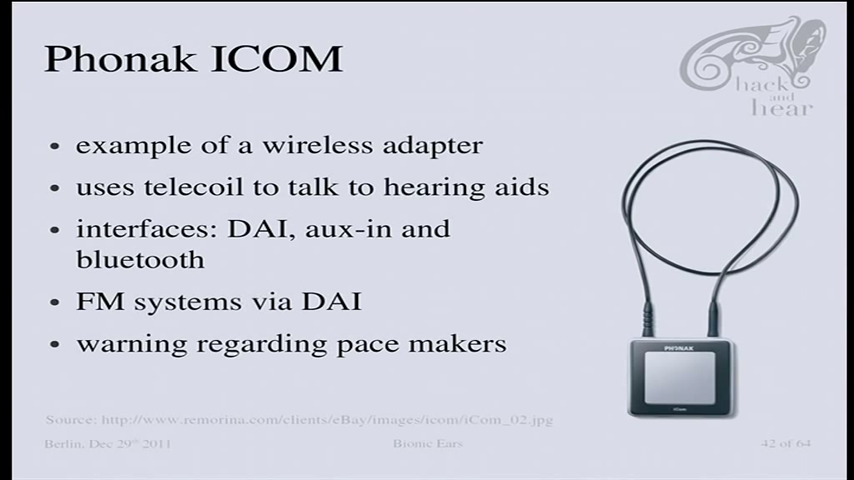 Phonak ICOM
hack
and
hear
• example of a wireless adapter
• uses telecoil to talk to hearing aids
• interfaces: DAI, aux-in and
bluetooth
• FM systems via DAI
• warning regarding pace makers
PHONAK
iCom
Source: http://www.remorina.com/clients/eBay/images/icom/iCom_02.jpg
Berlin, Dec 29th 2011
Bionic Ears
42 of 64